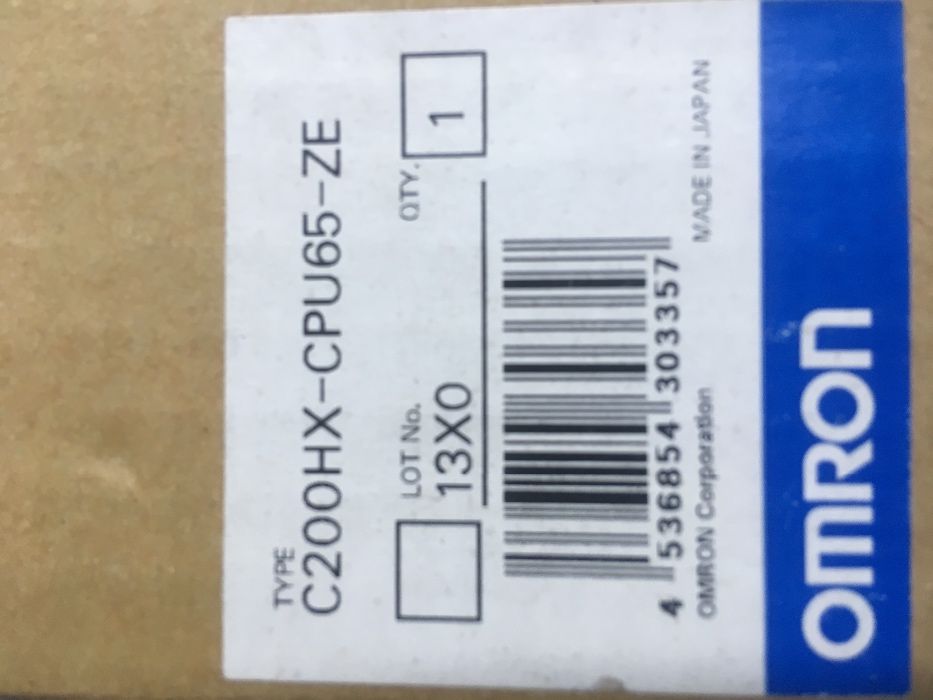 TYPE
C200HX-CPU65-ZE
LOT No. QTY.
13X0 1
4 536854 303357
OMRON Corporation MADE IN JAPAN
OMRON